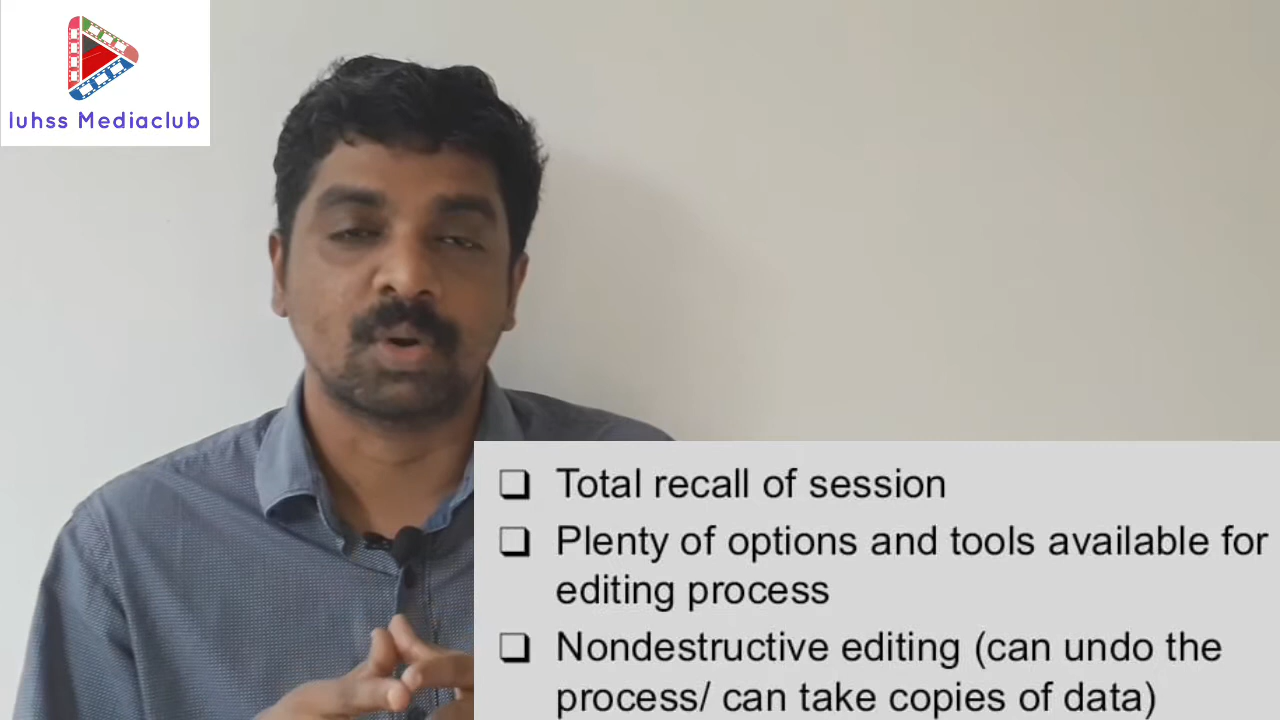 luhss Mediaclub
Total recall of session
Plenty of options and tools available for
editing process
Nondestructive editing (can undo the
process/ can take copies of data)